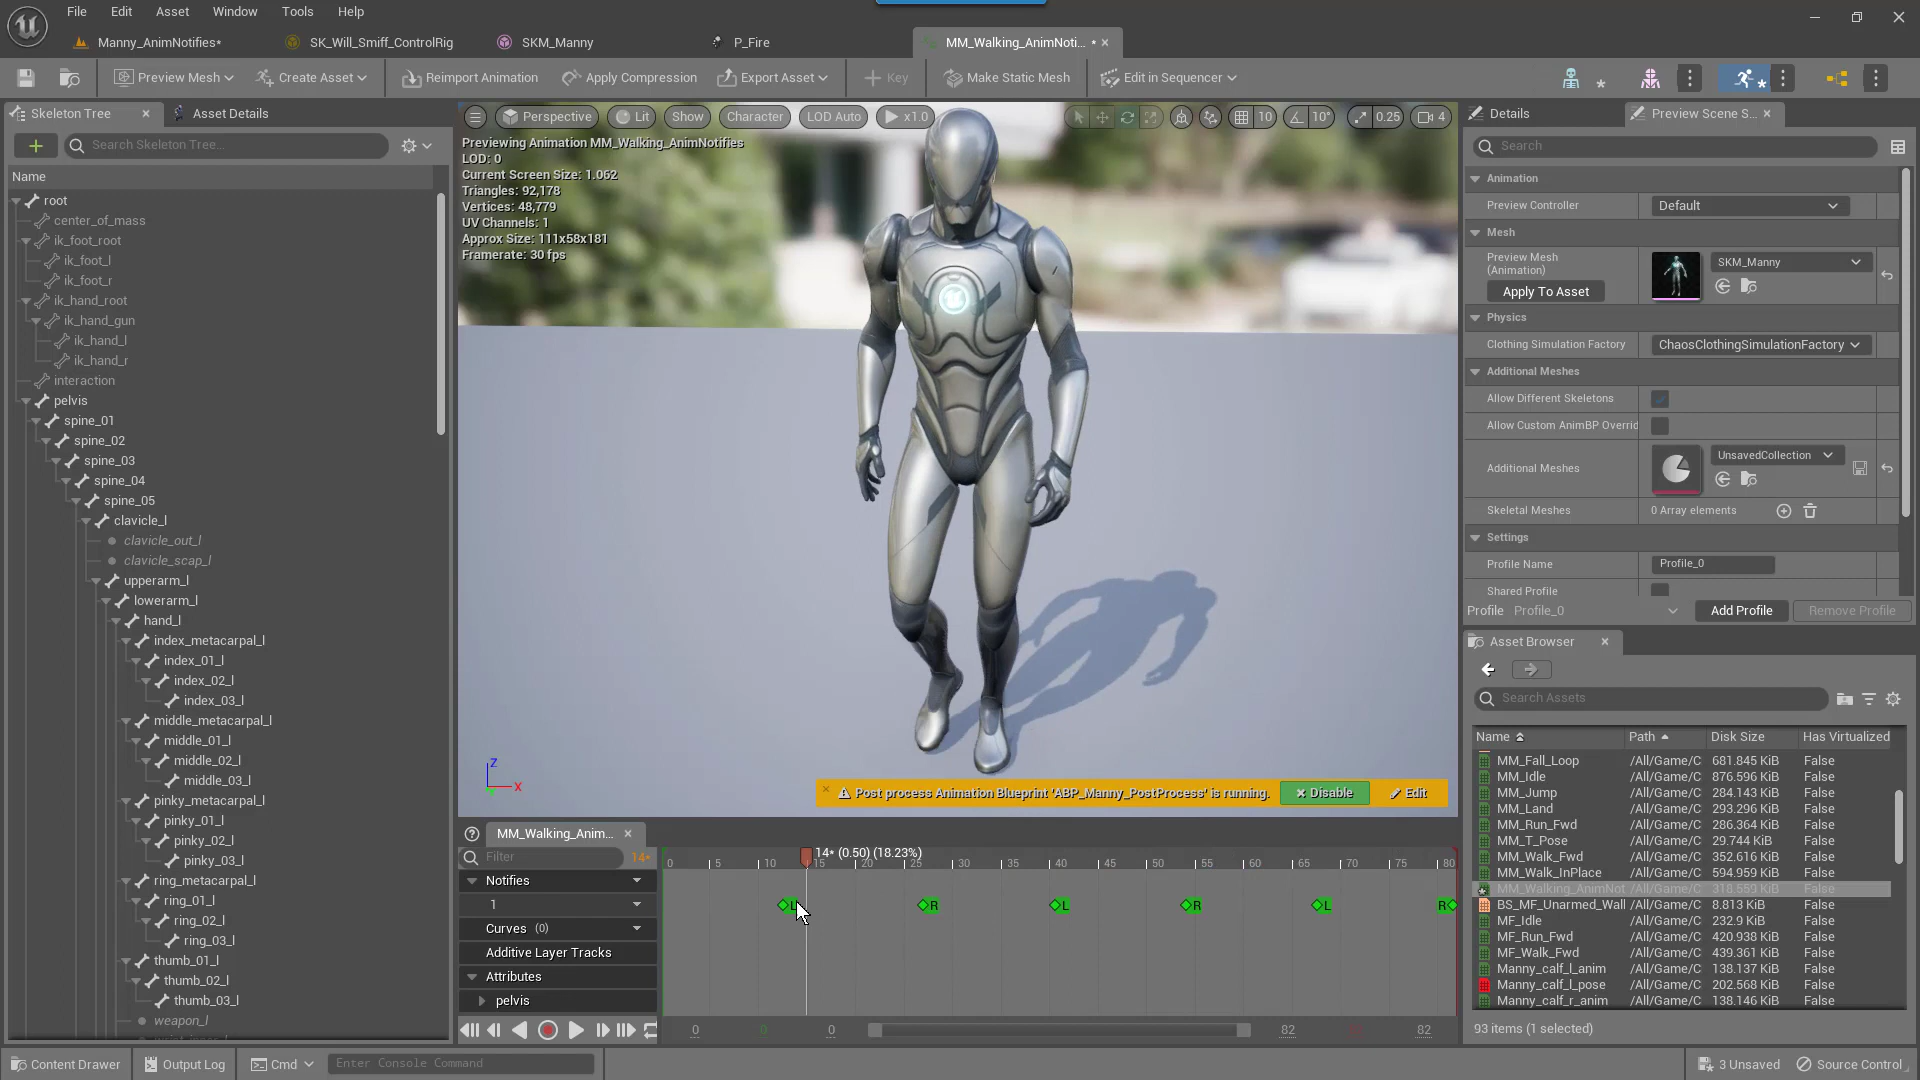 File Edit Asset Window Tools Help
Manny_AnimNotifies* SK_Will_Smiff_ControlRig SKM_Manny P_Fire MM_Walking_AnimNoti... *
Preview Mesh Create Asset Reimport Animation Apply Compression Export Asset Key Make Static Mesh Edit in Sequencer
Skeleton Tree Asset Details
Search Skeleton Tree...
Name
root
center_of_mass
ik_foot_root
ik_foot_l
ik_foot_r
ik_hand_root
ik_hand_gun
ik_hand_l
ik_hand_r
interaction
pelvis
spine_01
spine_02
spine_03
spine_04
spine_05
clavicle_l
clavicle_out_l
clavicle_scap_l
upperarm_l
lowerarm_l
hand_l
index_metacarpal_l
index_01_l
index_02_l
index_03_l
middle_metacarpal_l
middle_01_l
middle_02_l
middle_03_l
pinky_metacarpal_l
pinky_01_l
pinky_02_l
pinky_03_l
ring_metacarpal_l
ring_01_l
ring_02_l
ring_03_l
thumb_01_l
thumb_02_l
thumb_03_l
weapon_l
Perspective Lit Show Character LOD Auto x1.0 10 10° 0.25 4
Previewing Animation MM_Walking_AnimNotifies
LOD: 0
Current Screen Size: 1.062
Triangles: 92,178
Vertices: 48,779
UV Channels: 1
Approx Size: 111x58x181
Framerate: 30 fps
Z
X
Post process Animation Blueprint 'ABP_Manny_PostProcess' is running. Disable Edit
MM_Walking_Anim...
Filter 14*
14* (0.50) (18.23%)
0 5 10 15 20 25 30 35 40 45 50 55 60 65 70 75 80
Notifies
1 L R L R L R
Curves (0)
Additive Layer Tracks
Attributes
pelvis
0 0 0 82 82
Details Preview Scene S...
Search
Animation
Preview Controller Default
Mesh
Preview Mesh
(Animation)
SKM_Manny
Apply To Asset
Physics
Clothing Simulation Factory ChaosClothingSimulationFactory
Additional Meshes
Allow Different Skeletons
Allow Custom AnimBP Overrid
Additional Meshes UnsavedCollection
Skeletal Meshes 0 Array elements
Settings
Profile Name Profile_0
Shared Profile
Profile Profile_0 Add Profile Remove Profile
Asset Browser
Search Assets
Name Path Disk Size Has Virtualized
MM_Fall_Loop /All/Game/C 681.845 KiB False
MM_Idle /All/Game/C 876.596 KiB False
MM_Jump /All/Game/C 284.143 KiB False
MM_Land /All/Game/C 293.296 KiB False
MM_Run_Fwd /All/Game/C 286.364 KiB False
MM_T_Pose /All/Game/C 29.744 KiB False
MM_Walk_Fwd /All/Game/C 352.616 KiB False
MM_Walk_InPlace /All/Game/C 594.959 KiB False
MM_Walking_AnimNot /All/Game/C 318.559 KiB False
BS_MF_Unarmed_Wall /All/Game/C 8.813 KiB False
MF_Idle /All/Game/C 232.9 KiB False
MF_Run_Fwd /All/Game/C 420.938 KiB False
MF_Walk_Fwd /All/Game/C 439.361 KiB False
Manny_calf_l_anim /All/Game/C 138.137 KiB False
Manny_calf_l_pose /All/Game/C 202.568 KiB False
Manny_calf_r_anim /All/Game/C 138.146 KiB False
93 items (1 selected)
Content Drawer Output Log Cmd Enter Console Command 3 Unsaved Source Control